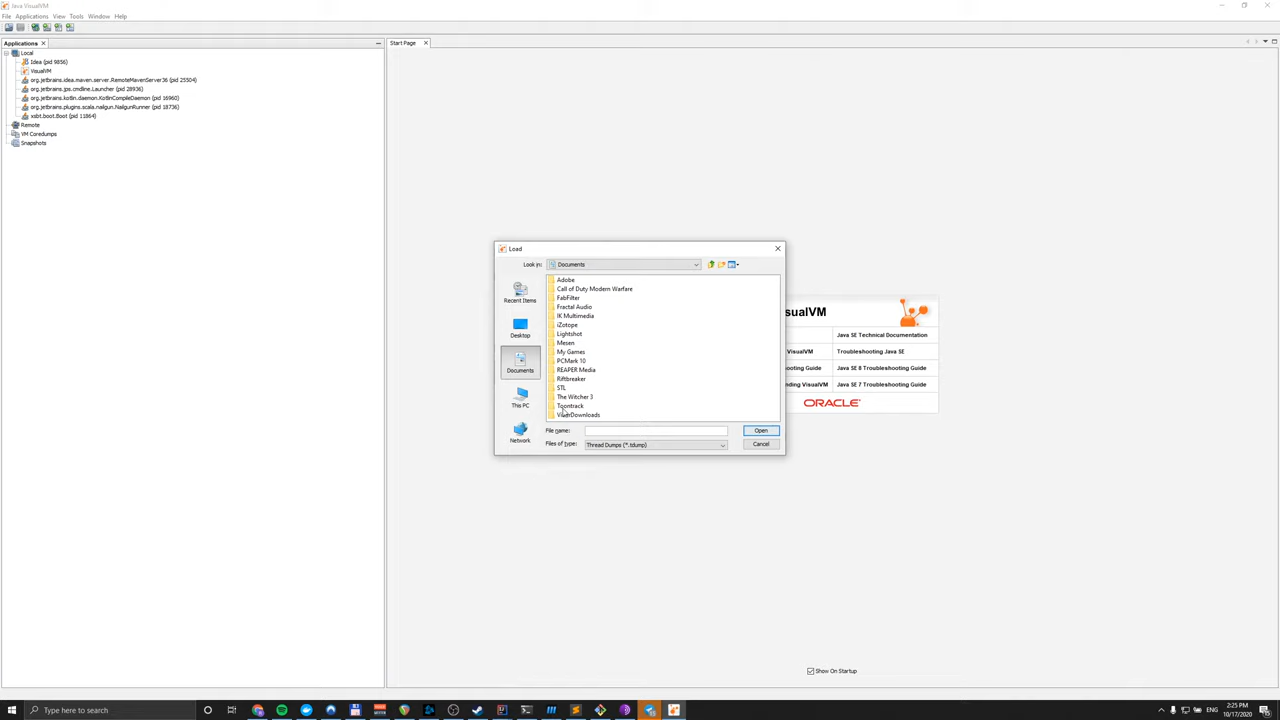 Java VisualVM
File Applications View Tools Window Help
Applications
Start Page
Local
Idea (pid 9856)
VisualVM
org.jetbrains.idea.maven.server.RemoteMavenServer36 (pid 25504)
org.jetbrains.jps.cmdline.Launcher (pid 28936)
org.jetbrains.kotlin.daemon.KotlinCompileDaemon (pid 16960)
org.jetbrains.plugins.scala.nailgun.NailgunRunner (pid 18736)
xsbt.boot.Boot (pid 11864)
Remote
VM Coredumps
Snapshots
Load
Look in: Documents
Recent Items
Desktop
Documents
This PC
Network
Adobe
Call of Duty Modern Warfare
FabFilter
Fractal Audio
IK Multimedia
iZotope
Lightshot
Mesen
My Games
PCMark 10
REAPER Media
Riftbreaker
STL
The Witcher 3
Toontrack
File name:
Open
Files of type: Thread Dumps (*.tdump)
Cancel
sualVM
Java SE Technical Documentation
VisualVM
Troubleshooting Java SE
ooting Guide
Java SE 8 Troubleshooting Guide
nding VisualVM
Java SE 7 Troubleshooting Guide
ORACLE
Show On Startup
Type here to search
ENG
2:25 PM
10/17/2020